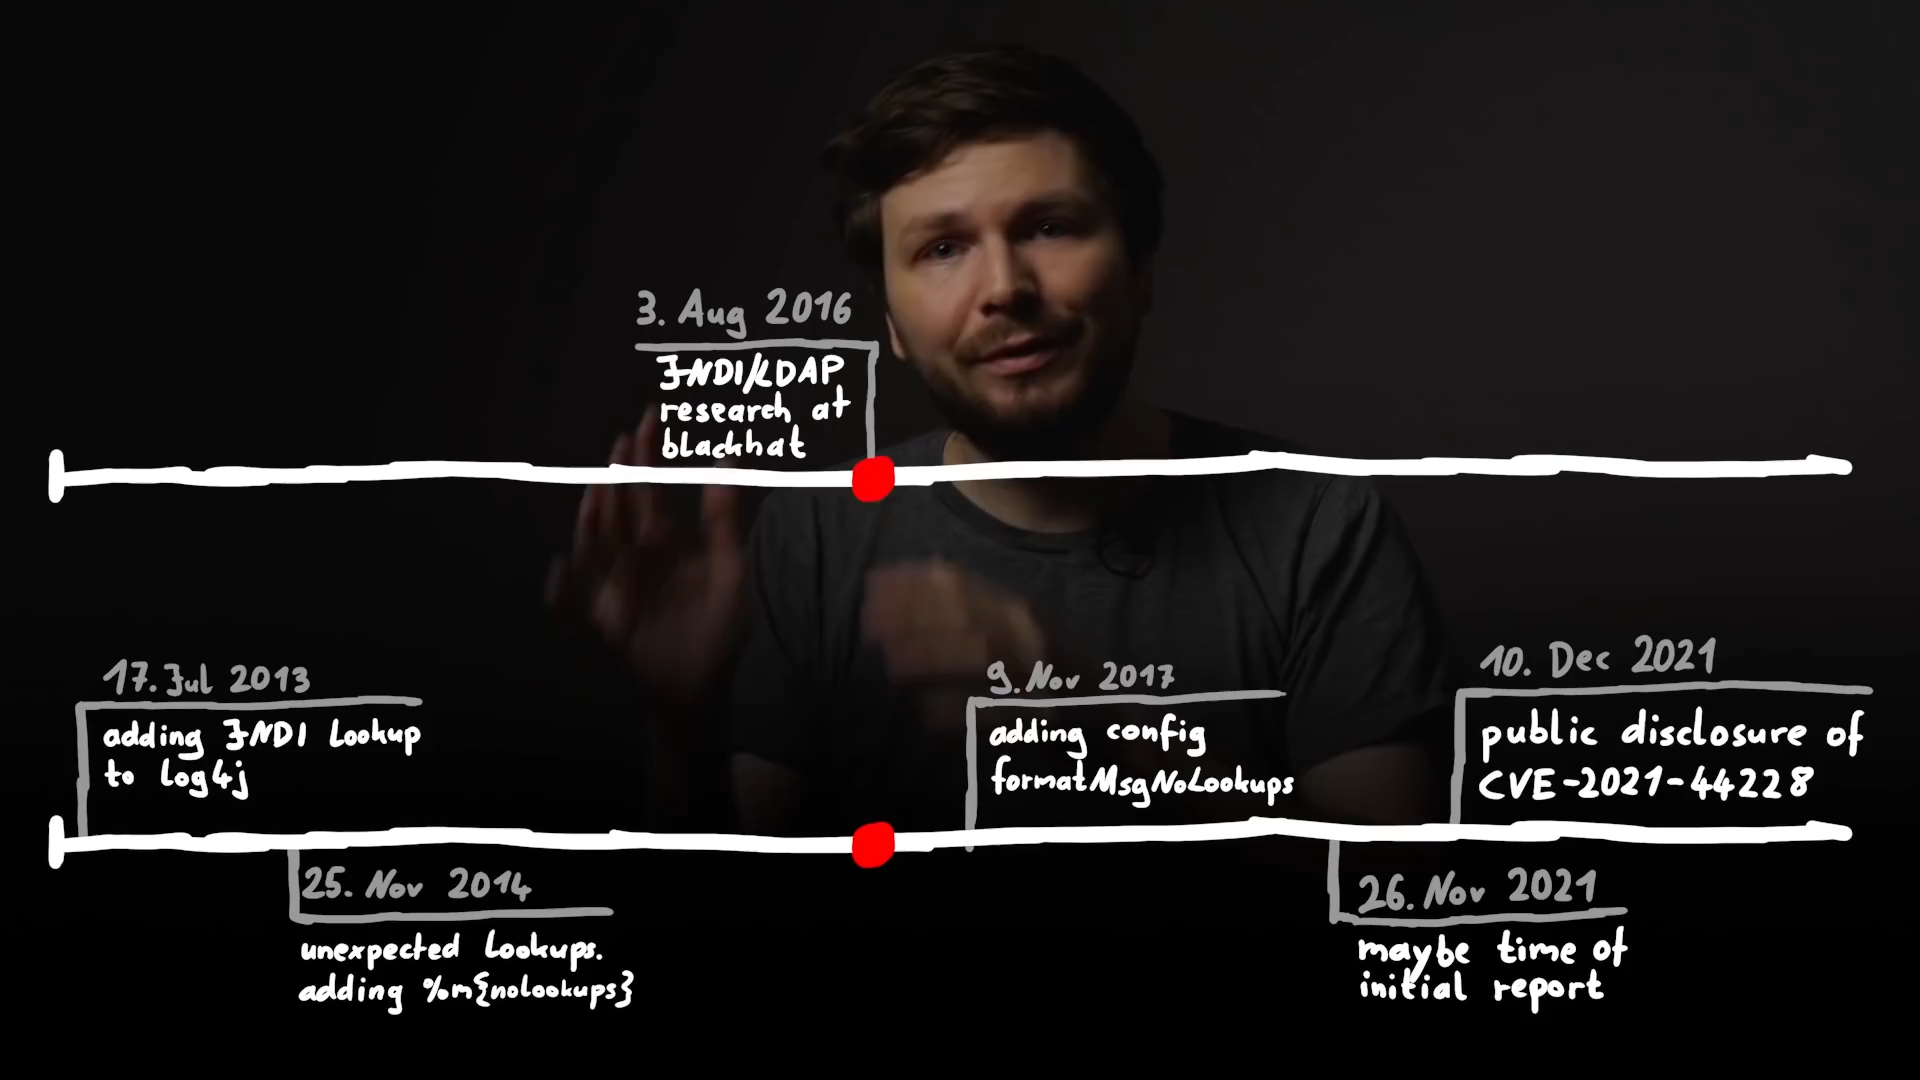 3. Aug 2016
JNDI/LDAP
research at
blackhat
17. Jul 2013
adding JNDI Lookup
to log4j
9. Nov 2017
adding config
formatMsgNoLookups
10. Dec 2021
public disclosure of
CVE-2021-44228
25. Nov 2014
unexpected Lookups.
adding %m{nolookups}
26. Nov 2021
maybe time of
initial report